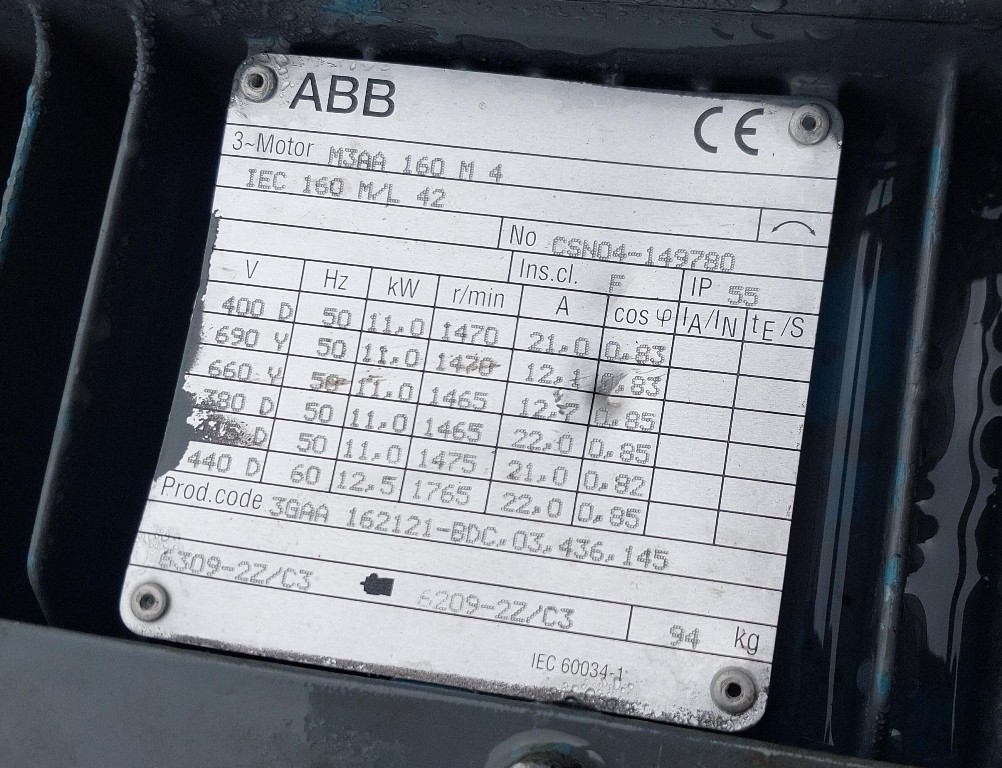 ABB CE
3~Motor M3AA 160 M 4
IEC 160 M/L 42
No CSN04-149780
Ins.cl. F IP 55
V Hz kW r/min A cos φ IA/IN tE/S
400 D 50 11,0 1470 21,0 0,83
690 Y 50 11,0 1470 12,1 0,83
660 Y 50 11,0 1465 12,7 0,85
380 D 50 11,0 1465 22,0 0,85
D 50 11,0 1475 21,0 0,82
440 D 60 12,5 1765 22,0 0,85
Prod.code 3GAA 162121-BDC,03,436,145
6309-2Z/C3 6209-2Z/C3 94 kg
IEC 60034-1